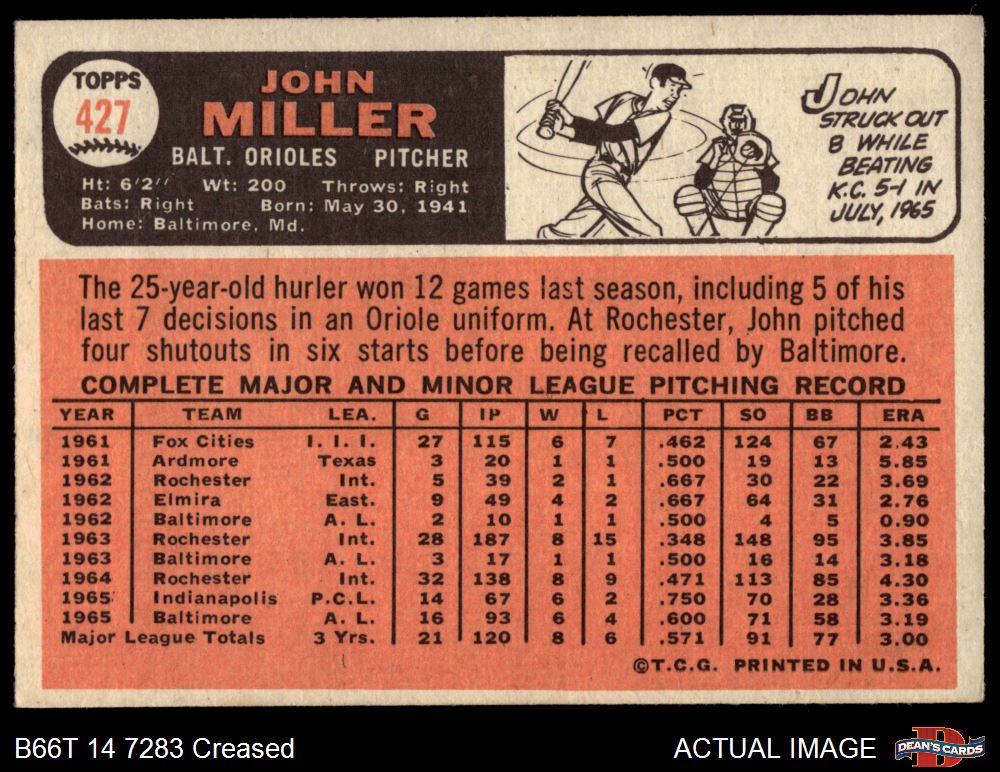 TOPPS
427
JOHN
MILLER
BALT. ORIOLES PITCHER
Ht: 6'2" Wt: 200 Throws: Right
Bats: Right Born: May 30, 1941
Home: Baltimore, Md.
JOHN
STRUCK OUT
8 WHILE
BEATING
K.C. 5-1 IN
JULY, 1965
The 25-year-old hurler won 12 games last season, including 5 of his
last 7 decisions in an Oriole uniform. At Rochester, John pitched
four shutouts in six starts before being recalled by Baltimore.
COMPLETE MAJOR AND MINOR LEAGUE PITCHING RECORD
YEAR TEAM LEA. G IP W L PCT SO BB ERA
1961 Fox Cities I. I. I. 27 115 6 7 .462 124 67 2.43
1961 Ardmore Texas 3 20 1 1 .500 19 13 5.85
1962 Rochester Int. 5 39 2 1 .667 30 22 3.69
1962 Elmira East. 9 49 4 2 .667 64 31 2.76
1962 Baltimore A. L. 2 10 1 1 .500 4 5 0.90
1963 Rochester Int. 28 187 8 15 .348 148 95 3.85
1963 Baltimore A. L. 3 17 1 1 .500 16 14 3.18
1964 Rochester Int. 32 138 8 9 .471 113 85 4.30
1965 Indianapolis P.C.L. 14 67 6 2 .750 70 28 3.36
1965 Baltimore A. L. 16 93 6 4 .600 71 58 3.19
Major League Totals 3 Yrs. 21 120 8 6 .571 91 77 3.00
©T.C.G. PRINTED IN U.S.A.
B66T 14 7283 Creased
ACTUAL IMAGE
DEAN'S CARDS